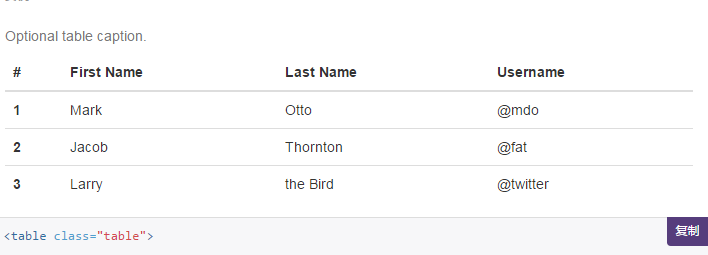 Optional table caption.
# First Name Last Name Username
1 Mark Otto @mdo
2 Jacob Thornton @fat
3 Larry the Bird @twitter
复制
<table class="table">